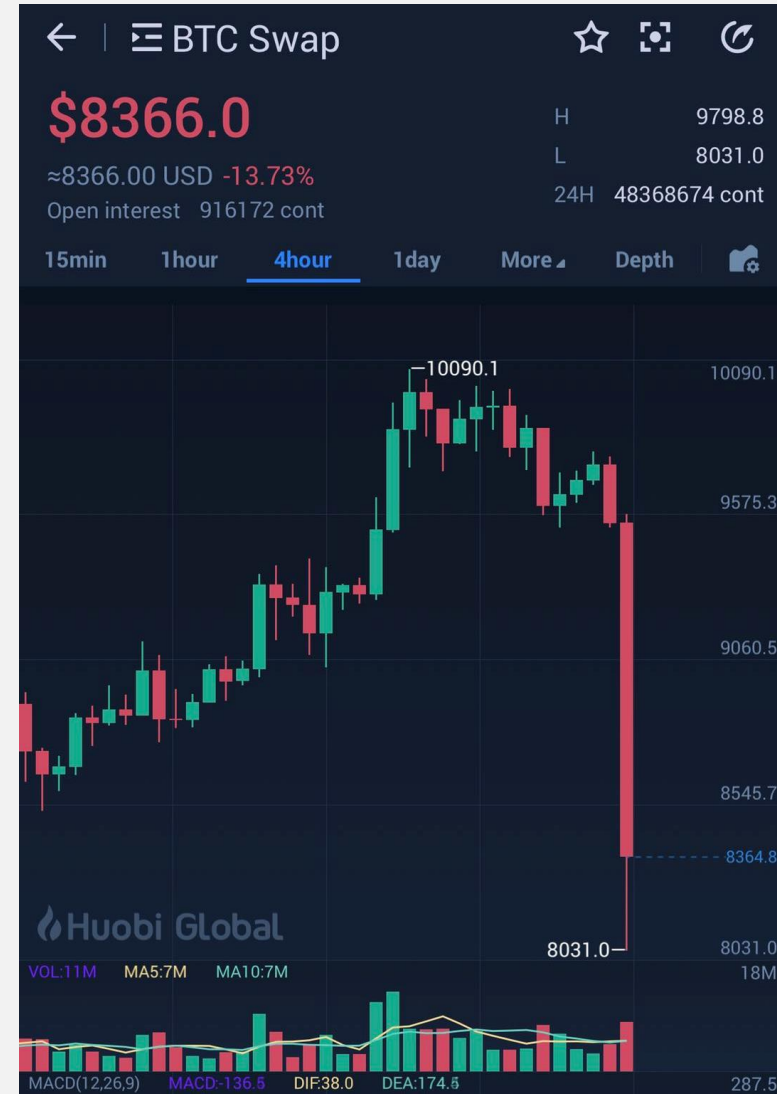 BTC Swap
$8366.0
≈8366.00 USD -13.73%
Open interest 916172 cont
H 9798.8
L 8031.0
24H 48368674 cont
15min 1hour 4hour 1day More Depth
10090.1
10090.1
9575.3
9060.5
8545.7
8364.8
Huobi Global
8031.0
8031.0
VOL:11M MA5:7M MA10:7M
18M
MACD(12,26,9) MACD:-136.5 DIF:38.0 DEA:174.5
287.5